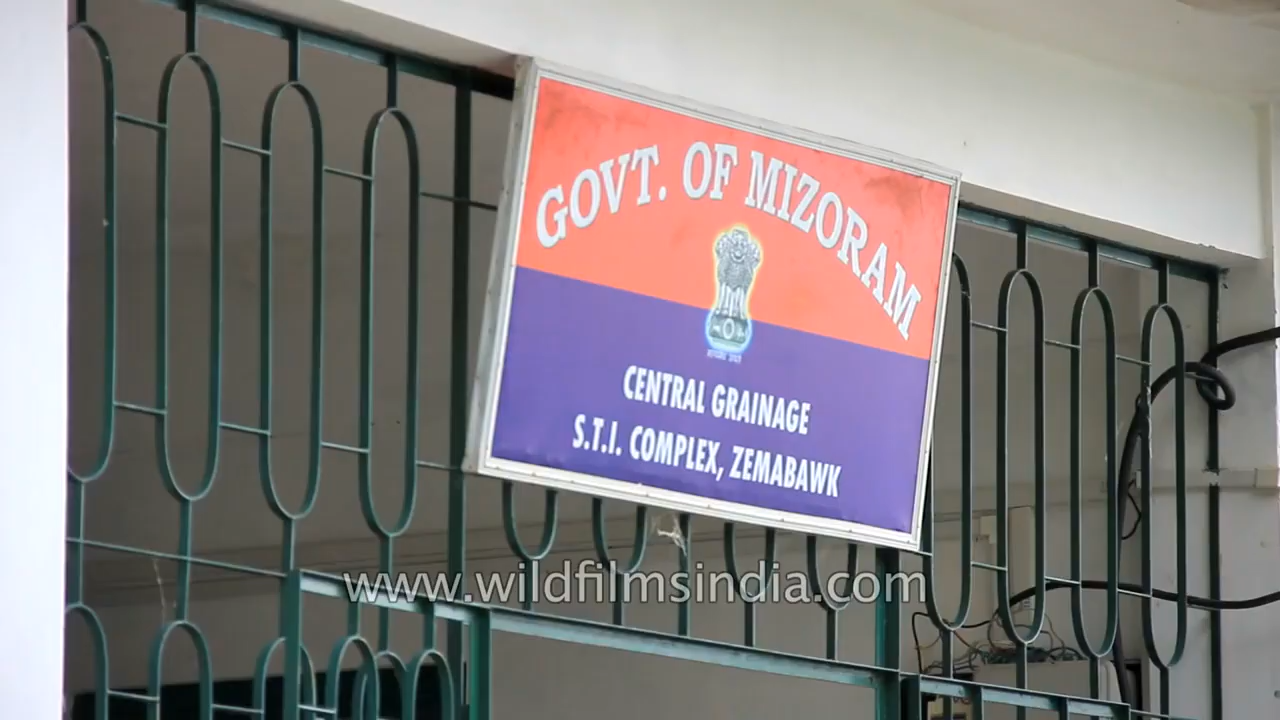 GOVT. OF MIZORAM
CENTRAL GRAINAGE
S.T.I. COMPLEX, ZEMABAWK
www.wildfilmsindia.com